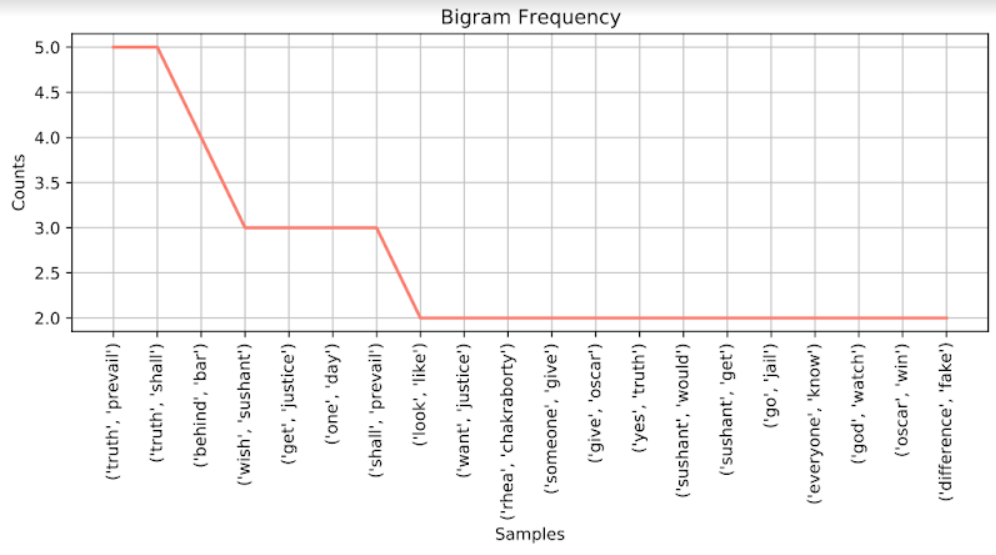 Bigram Frequency
Counts
5.0
4.5
4.0
3.5
3.0
2.5
2.0
('truth', 'prevail')
('truth', 'shall')
('behind', 'bar')
('wish', 'sushant')
('get', 'justice')
('one', 'day')
('shall', 'prevail')
('look', 'like')
('want', 'justice')
('rhea', 'chakraborty')
('someone', 'give')
('give', 'oscar')
('yes', 'truth')
('sushant', 'would')
('sushant', 'get')
('go', 'jail')
('everyone', 'know')
('god', 'watch')
('oscar', 'win')
('difference', 'fake')
Samples